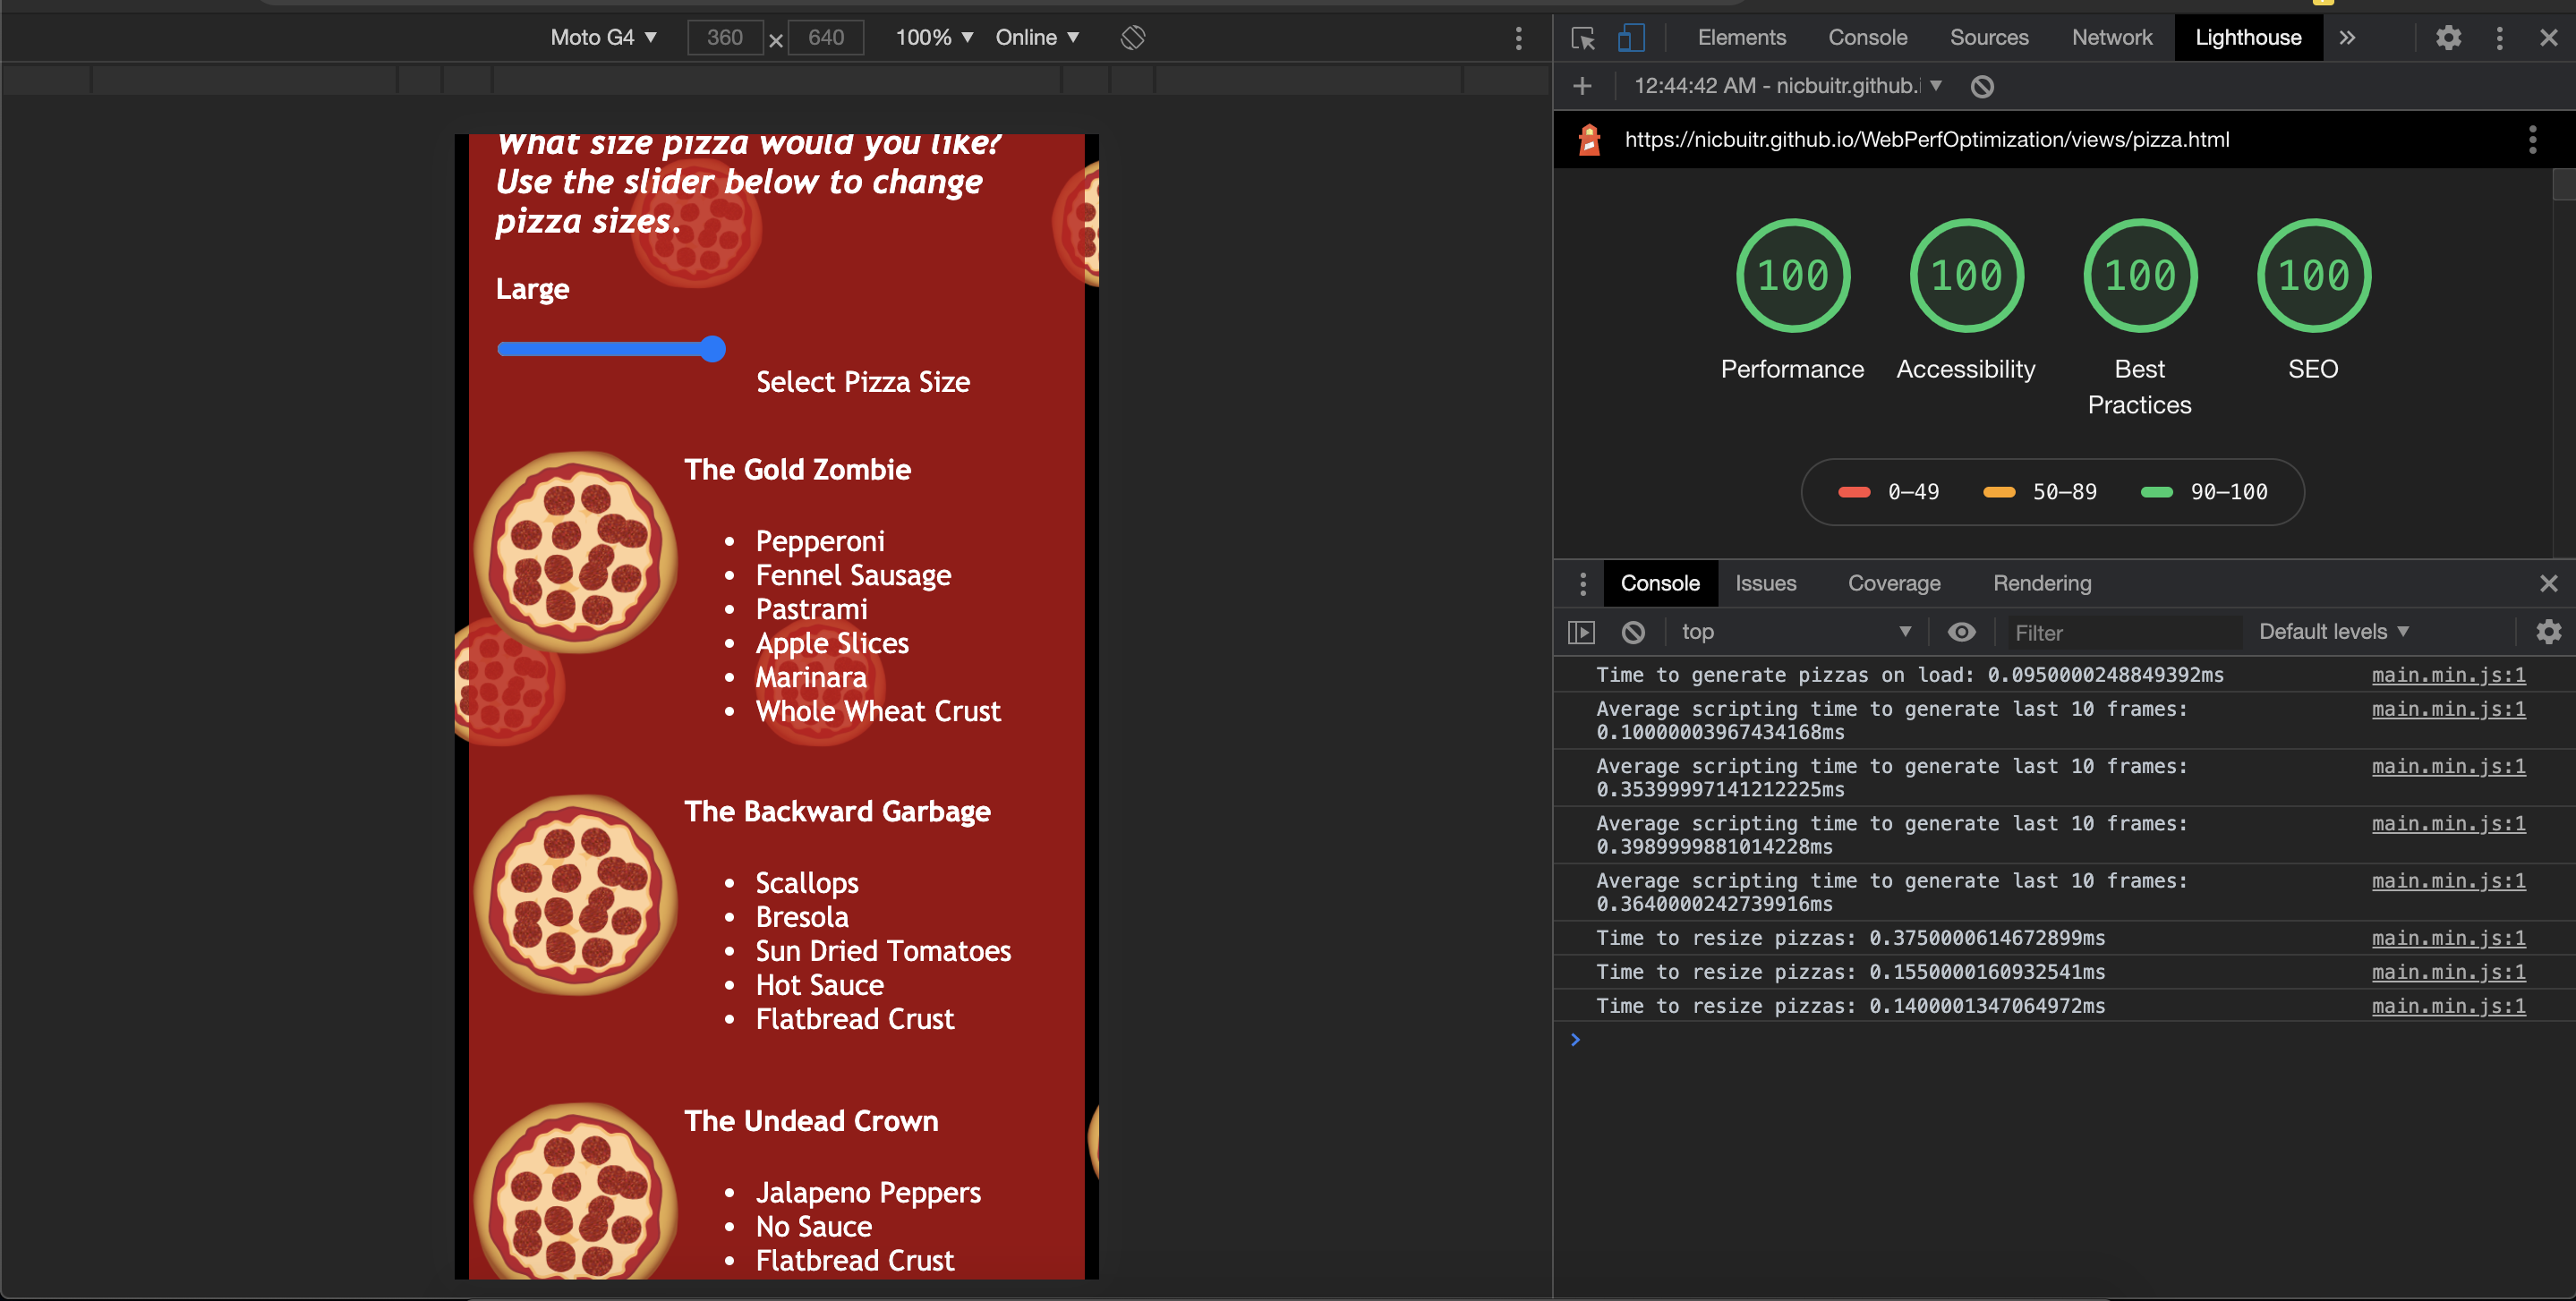 Moto G4 ▼ 360 × 640 100% ▼ Online ▼
Elements Console Sources Network Lighthouse »
+ 12:44:42 AM - nicbuitr.github.i ▼
https://nicbuitr.github.io/WebPerfOptimization/views/pizza.html
What size pizza would you like?
Use the slider below to change
pizza sizes.
Large
Select Pizza Size
The Gold Zombie
• Pepperoni
• Fennel Sausage
• Pastrami
• Apple Slices
• Marinara
• Whole Wheat Crust
The Backward Garbage
• Scallops
• Bresola
• Sun Dried Tomatoes
• Hot Sauce
• Flatbread Crust
The Undead Crown
• Jalapeno Peppers
• No Sauce
• Flatbread Crust
100 100 100 100
Performance Accessibility Best Practices SEO
0–49 50–89 90–100
Console Issues Coverage Rendering
top ▼ Filter Default levels ▼
Time to generate pizzas on load: 0.0950000248849392ms main.min.js:1
Average scripting time to generate last 10 frames: main.min.js:1
0.10000003967434168ms
Average scripting time to generate last 10 frames: main.min.js:1
0.35399997141212225ms
Average scripting time to generate last 10 frames: main.min.js:1
0.3989999881014228ms
Average scripting time to generate last 10 frames: main.min.js:1
0.3640000242739916ms
Time to resize pizzas: 0.3750000614672899ms main.min.js:1
Time to resize pizzas: 0.1550000160932541ms main.min.js:1
Time to resize pizzas: 0.1400001347064972ms main.min.js:1